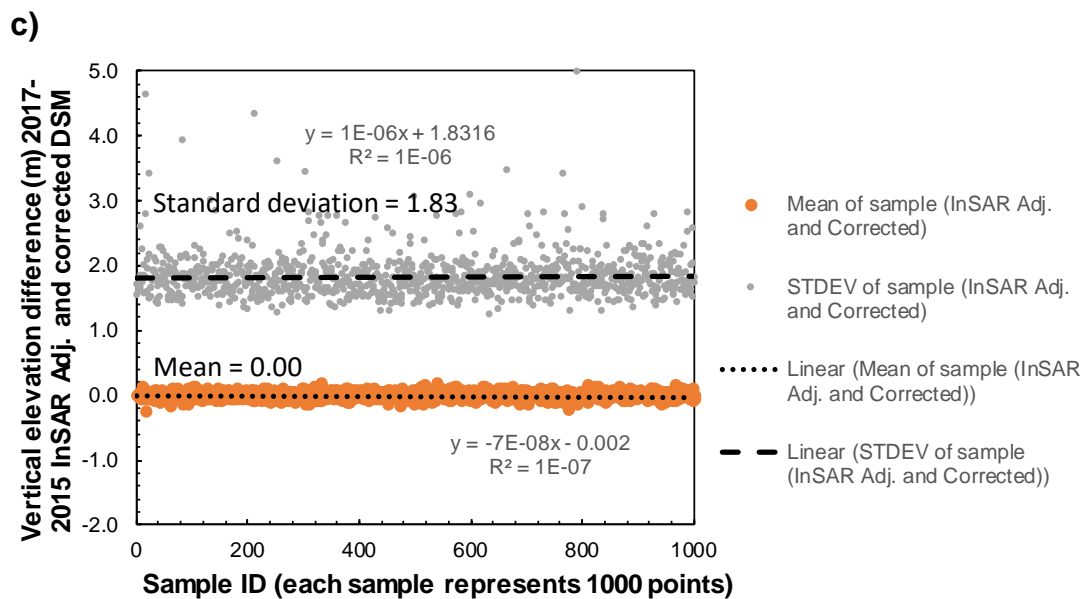 c)
Vertical elevation difference (m) 2017-
2015 InSAR Adj. and corrected DSM
5.0
4.0
3.0
2.0
1.0
0.0
-1.0
-2.0
y = 1E-06x + 1.8316
R² = 1E-06
Standard deviation = 1.83
Mean = 0.00
y = -7E-08x - 0.002
R² = 1E-07
0 200 400 600 800 1000
Sample ID (each sample represents 1000 points)
Mean of sample (InSAR Adj.
and Corrected)
STDEV of sample (InSAR Adj.
and Corrected)
Linear (Mean of sample (InSAR
Adj. and Corrected))
Linear (STDEV of sample
(InSAR Adj. and Corrected))